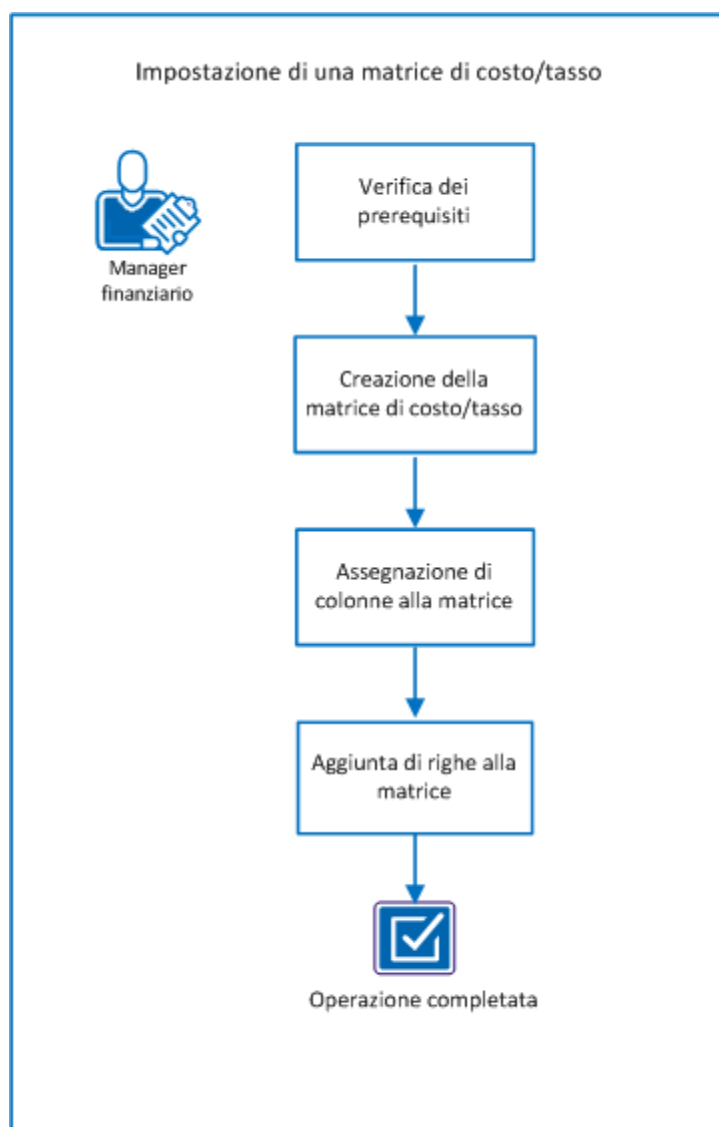 Impostazione di una matrice di costo/tasso
Manager
finanziario
Verifica dei
prerequisiti
Creazione della
matrice di costo/tasso
Assegnazione di
colonne alla matrice
Aggiunta di righe alla
matrice
Operazione completata